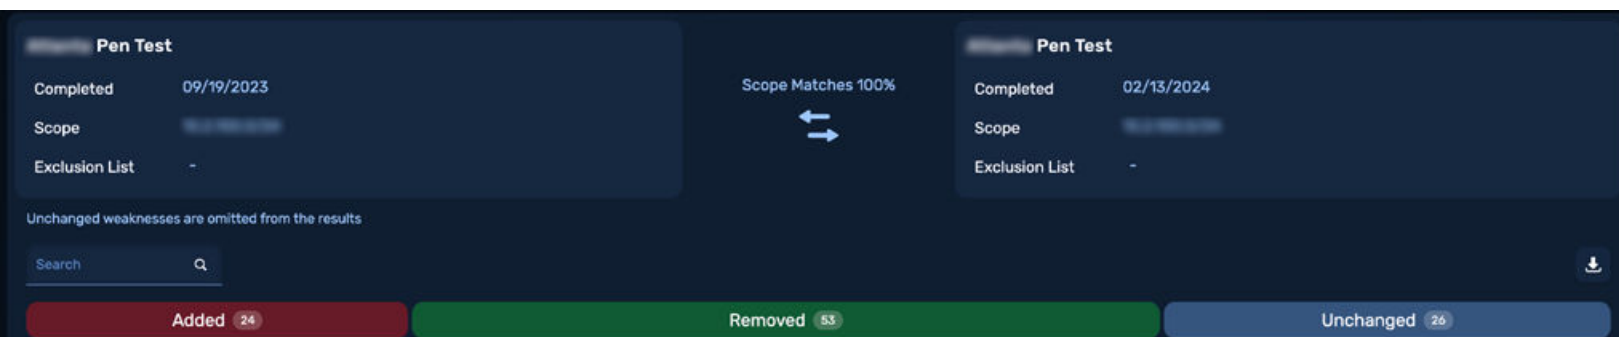 Pen Test
Completed 09/19/2023
Scope
Exclusion List -
Scope Matches 100%
Pen Test
Completed 02/13/2024
Scope
Exclusion List -
Unchanged weaknesses are omitted from the results
Search
Added 24
Removed 53
Unchanged 26